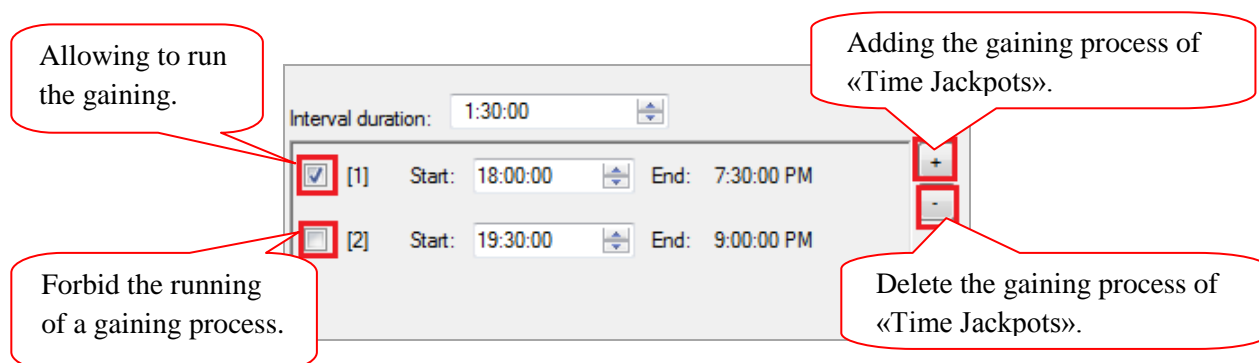 Allowing to run
the gaining.
Adding the gaining process of
«Time Jackpots».
Interval duration: 1:30:00
[1] Start: 18:00:00 End: 7:30:00 PM
+
-
[2] Start: 19:30:00 End: 9:00:00 PM
Forbid the running
of a gaining process.
Delete the gaining process of
«Time Jackpots».